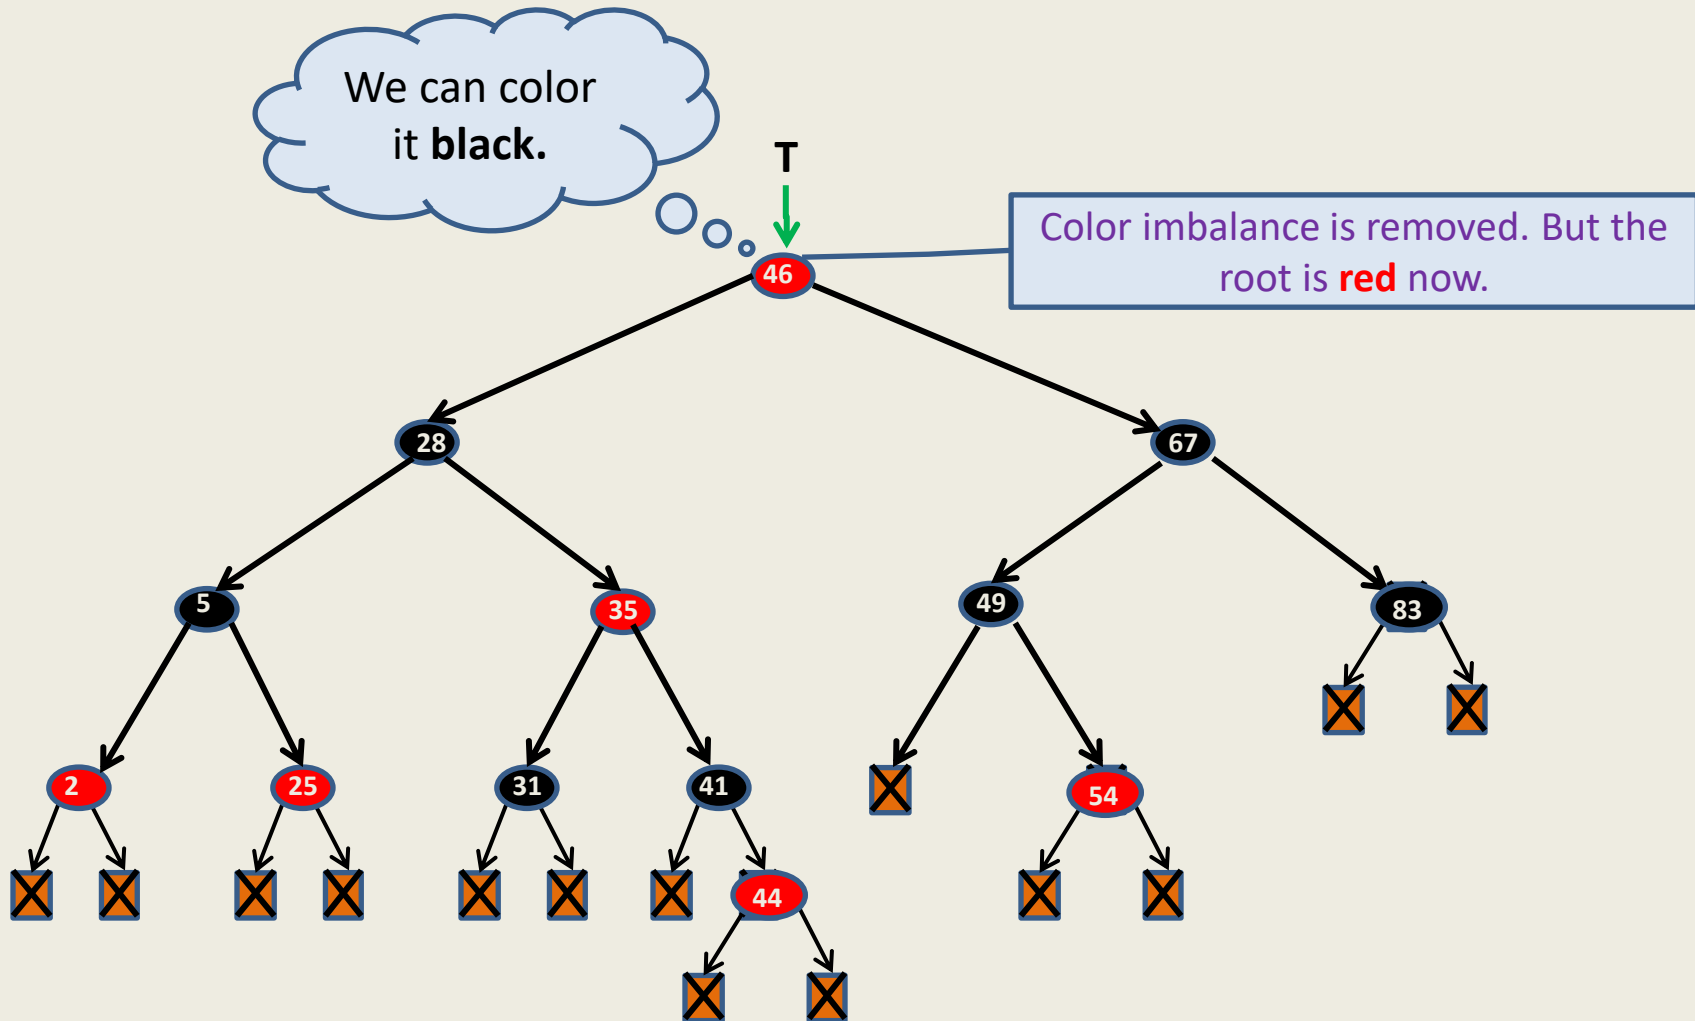 We can color
it black.
T
Color imbalance is removed. But the
root is red now.
46
28
67
5
35
49
83
2
25
31
41
54
44